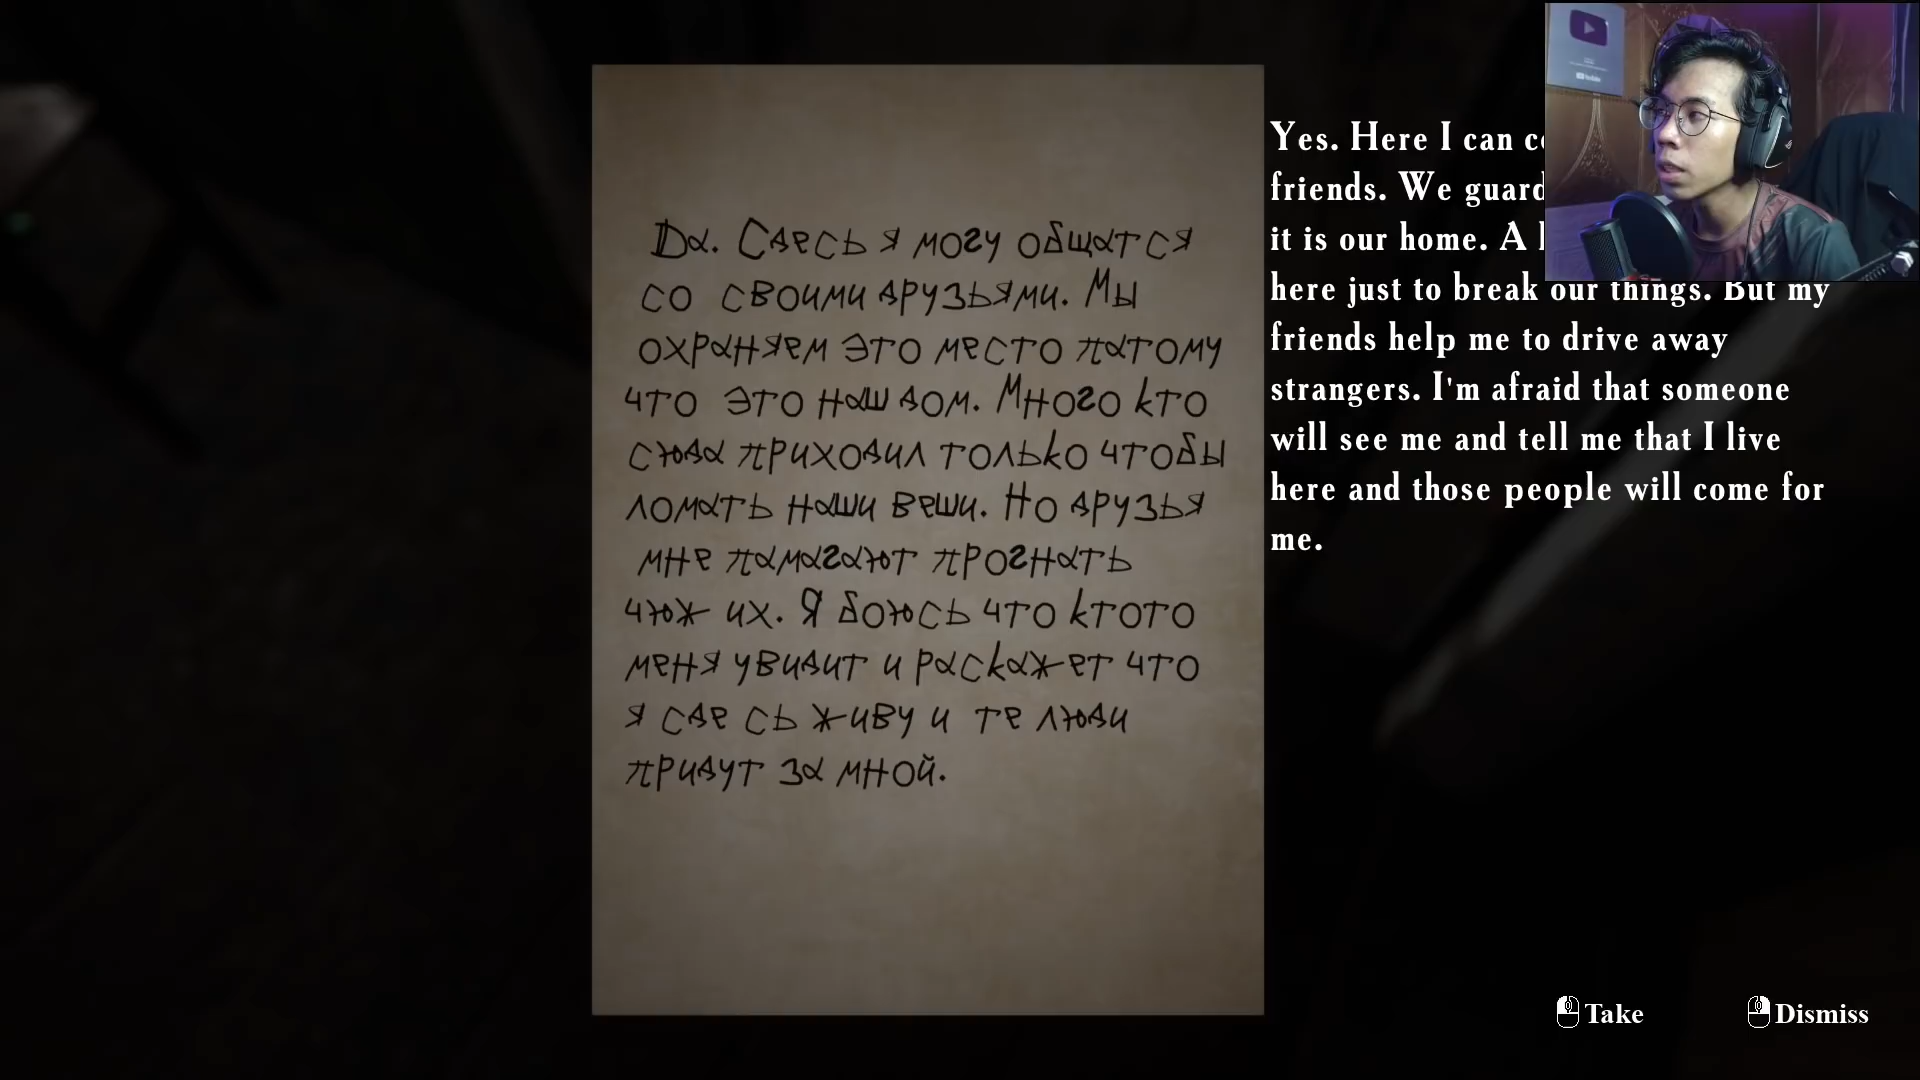 Да. Сдесь я могу общатся
со своими друзьями. Мы
охраняем это место патому
что это наш дом. Много кто
сюда приходил только чтобы
ломать наши веши. Но друзья
мне памагают прогнать
чюж их. Я боюсь что ктото
меня увидит и раскажет что
я сде сь живу и те люди
придут за мной.
Yes. Here I can
friends. We guard
it is our home. A
here just to break our things. But my
friends help me to drive away
strangers. I'm afraid that someone
will see me and tell me that I live
here and those people will come for
me.
Take
Dismiss